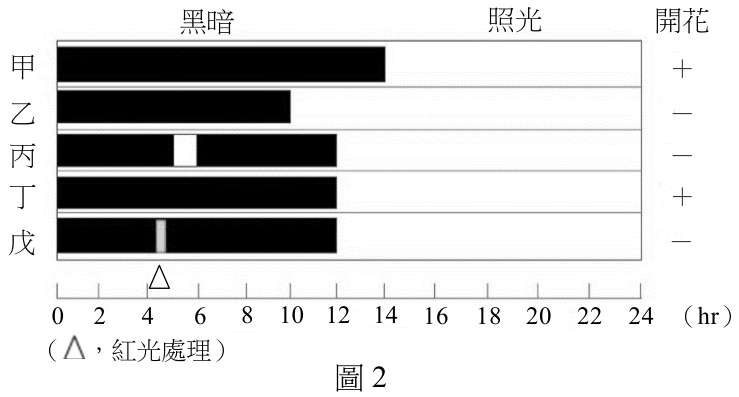 黑暗 照光 開花
甲 +
乙 −
丙 −
丁 +
戊 −
△
0 2 4 6 8 10 12 14 16 18 20 22 24 (hr)
(△,紅光處理)
圖 2